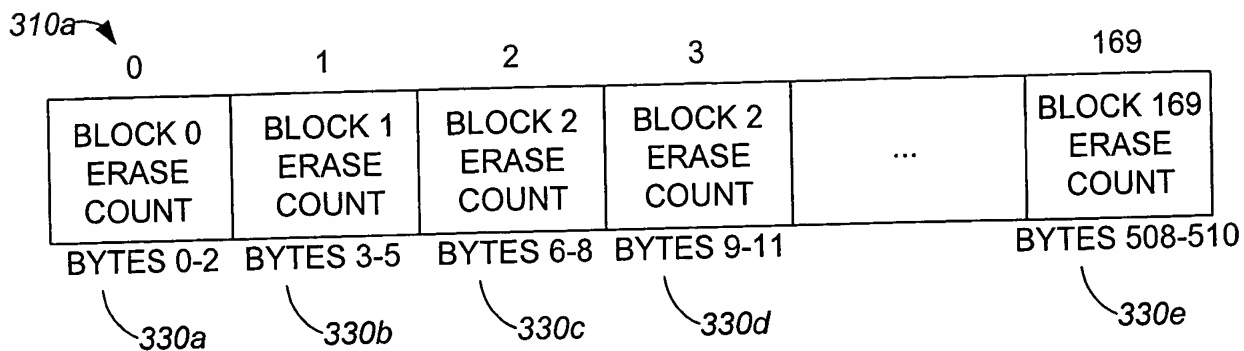 310a
0 1 2 3 169
BLOCK 0 BLOCK 1 BLOCK 2 BLOCK 2 BLOCK 169
ERASE ERASE ERASE ERASE ... ERASE
COUNT COUNT COUNT COUNT COUNT
BYTES 0-2 BYTES 3-5 BYTES 6-8 BYTES 9-11 BYTES 508-510
330a 330b 330c 330d 330e